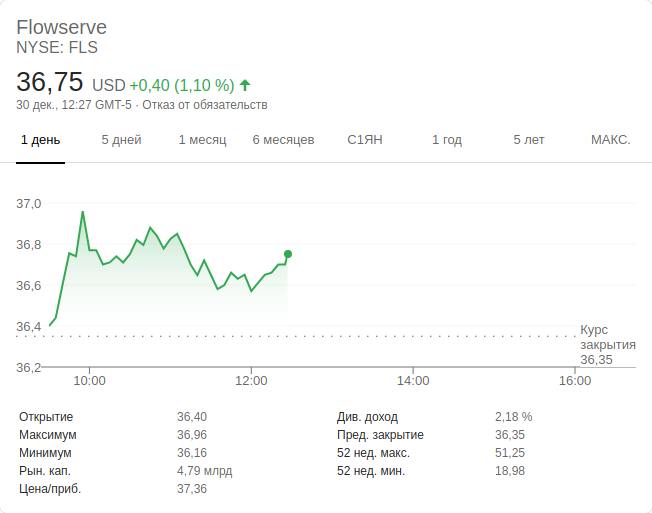 Flowserve
NYSE: FLS
36,75 USD +0,40 (1,10 %)
30 дек., 12:27 GMT-5 · Отказ от обязательств
1 день 5 дней 1 месяц 6 месяцев С1ЯН 1 год 5 лет МАКС.
37,0
36,8
36,6
36,4
Курс
закрытия
36,35
36,2
10:00 12:00 14:00 16:00
Открытие 36,40 Див. доход 2,18 %
Максимум 36,96 Пред. закрытие 36,35
Минимум 36,16 52 нед. макс. 51,25
Рын. кап. 4,79 млрд 52 нед. мин. 18,98
Цена/приб. 37,36